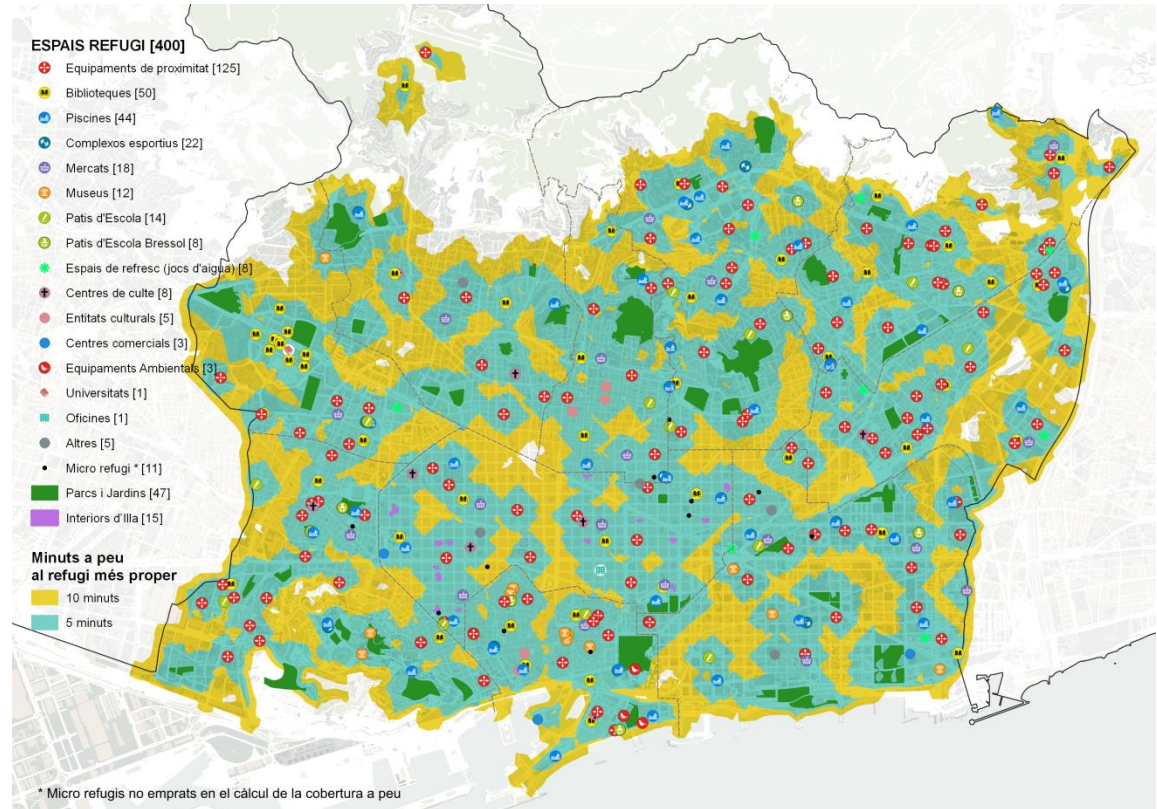 ESPAIS REFUGI [400]
Equipaments de proximitat [125]
Biblioteques [50]
Piscines [44]
Complexos esportius [22]
Mercats [18]
Museus [12]
Patis d'Escola [14]
Patis d'Escola Bressol [8]
Espais de refresc (jocs d'aigua) [8]
Centres de culte [8]
Entitats culturals [5]
Centres comercials [3]
Equipaments Ambientals [3]
Universitats [1]
Oficines [1]
Altres [5]
Micro refugi * [11]
Parcs i Jardins [47]
Interiors d'Illa [15]
Minuts a peu
al refugi més proper
10 minuts
5 minuts
* Micro refugis no emprats en el càlcul de la cobertura a peu